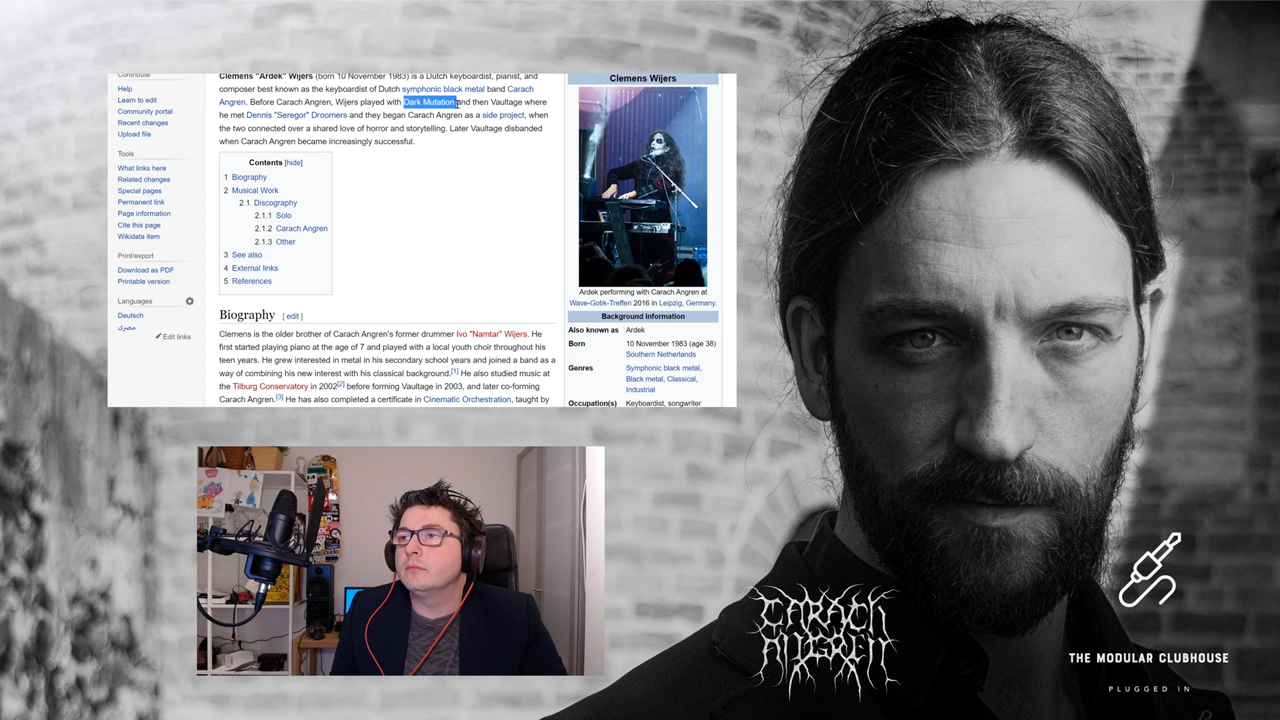 Contribute
Help
Learn to edit
Community portal
Recent changes
Upload file
Tools
What links here
Related changes
Special pages
Permanent link
Page information
Cite this page
Wikidata item
Print/export
Download as PDF
Printable version
Languages
Deutsch
مصرى
Edit links
Clemens "Ardek" Wijers (born 10 November 1983) is a Dutch keyboardist, pianist, and
composer best known as the keyboardist of Dutch symphonic black metal band Carach
Angren. Before Carach Angren, Wijers played with Dark Mutation and then Vaultage where
he met Dennis "Seregor" Droomers and they began Carach Angren as a side project, when
the two connected over a shared love of horror and storytelling. Later Vaultage disbanded
when Carach Angren became increasingly successful.
Contents [hide]
1 Biography
2 Musical Work
2.1 Discography
2.1.1 Solo
2.1.2 Carach Angren
2.1.3 Other
3 See also
4 External links
5 References
Biography [ edit ]
Clemens is the older brother of Carach Angren's former drummer Ivo "Namtar" Wijers. He
first started playing piano at the age of 7 and played with a local youth choir throughout his
teen years. He grew interested in metal in his secondary school years and joined a band as a
way of combining his new interest with his classical background.[1] He also studied music at
the Tilburg Conservatory in 2002[2] before forming Vaultage in 2003, and later co-forming
Carach Angren.[3] He has also completed a certificate in Cinematic Orchestration, taught by
Clemens Wijers
Ardek performing with Carach Angren at
Wave-Gotik-Treffen 2016 in Leipzig, Germany.
Background information
Also known as Ardek
Born 10 November 1983 (age 38)
Southern Netherlands
Genres Symphonic black metal,
Black metal, Classical,
Industrial
Occupation(s) Keyboardist, songwriter
CARACH
ANGREN
THE MODULAR CLUBHOUSE
PLUGGED IN